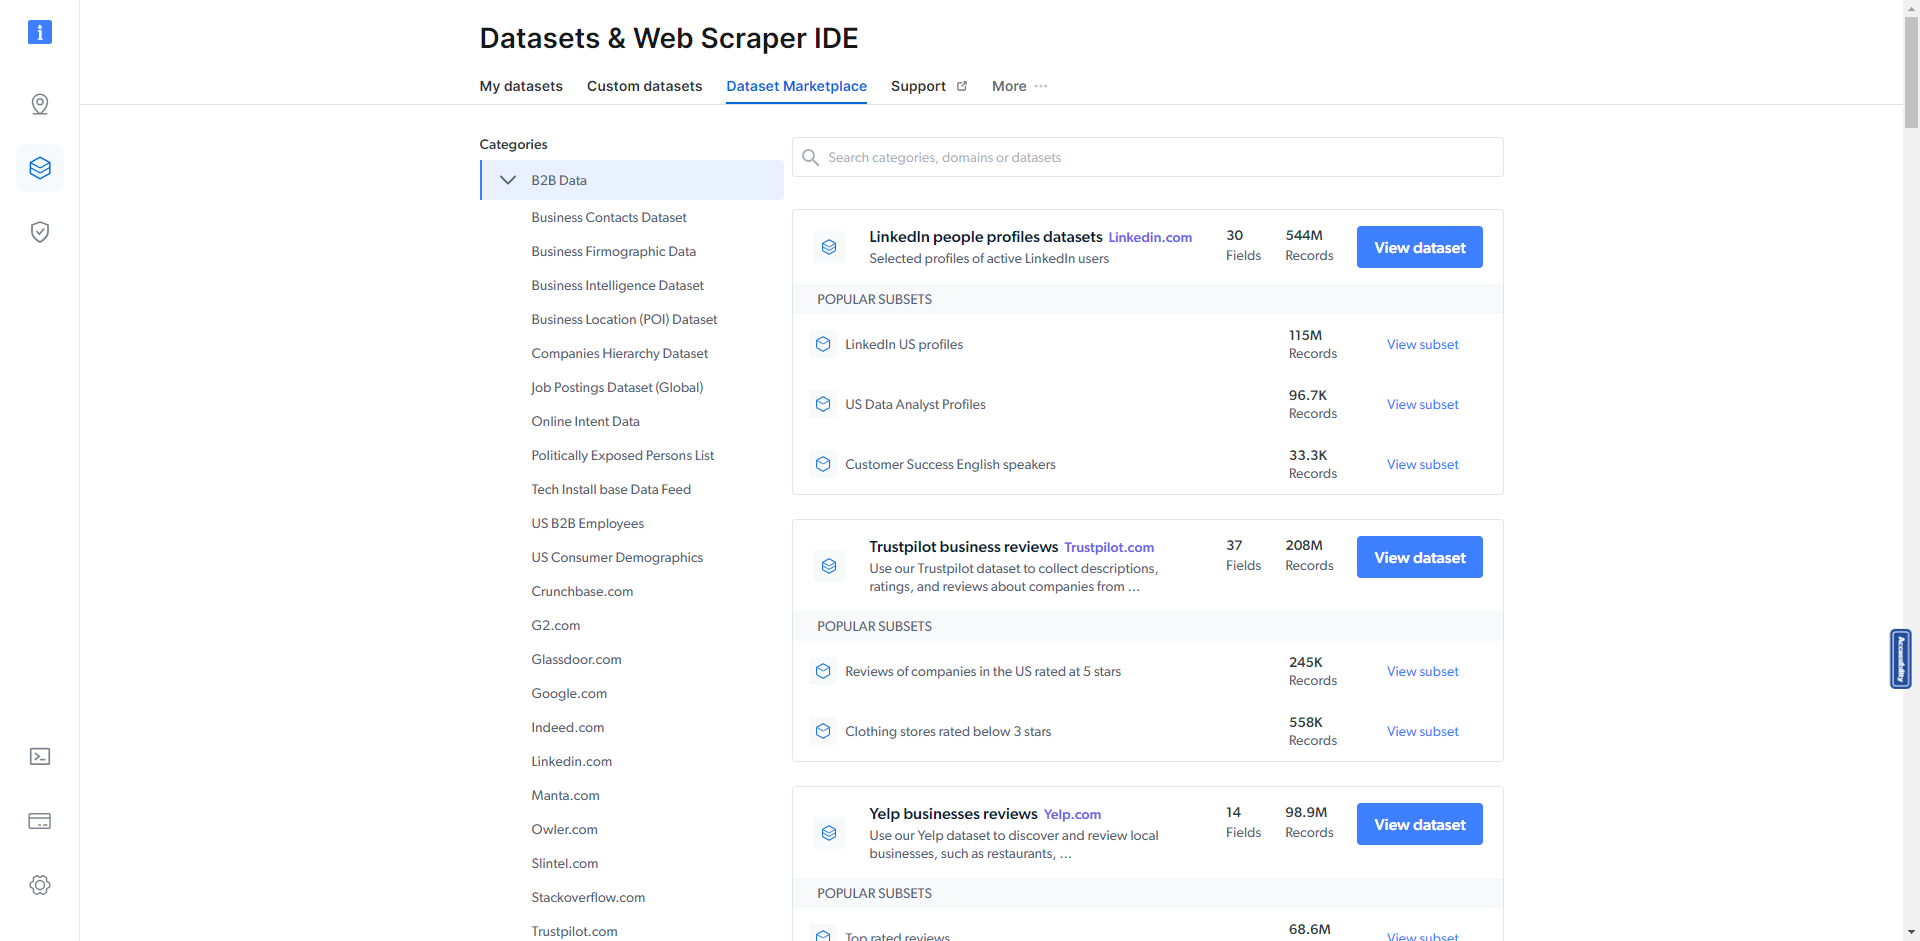 Datasets & Web Scraper IDE
My datasets
Custom datasets
Dataset Marketplace
Support
More
Categories
B2B Data
Business Contacts Dataset
Business Firmographic Data
Business Intelligence Dataset
Business Location (POI) Dataset
Companies Hierarchy Dataset
Job Postings Dataset (Global)
Online Intent Data
Politically Exposed Persons List
Tech Install base Data Feed
US B2B Employees
US Consumer Demographics
Crunchbase.com
G2.com
Glassdoor.com
Google.com
Indeed.com
Linkedin.com
Manta.com
Owler.com
Slintel.com
Stackoverflow.com
Trustpilot.com
Search categories, domains or datasets
LinkedIn people profiles datasets Linkedin.com
Selected profiles of active LinkedIn users
30
Fields
544M
Records
View dataset
POPULAR SUBSETS
LinkedIn US profiles
115M
Records
View subset
US Data Analyst Profiles
96.7K
Records
View subset
Customer Success English speakers
33.3K
Records
View subset
Trustpilot business reviews Trustpilot.com
Use our Trustpilot dataset to collect descriptions,
ratings, and reviews about companies from ...
37
Fields
208M
Records
View dataset
POPULAR SUBSETS
Reviews of companies in the US rated at 5 stars
245K
Records
View subset
Clothing stores rated below 3 stars
558K
Records
View subset
Yelp businesses reviews Yelp.com
Use our Yelp dataset to discover and review local
businesses, such as restaurants, ...
14
Fields
98.9M
Records
View dataset
POPULAR SUBSETS
Top rated reviews
68.6M
View subset
Accessibility